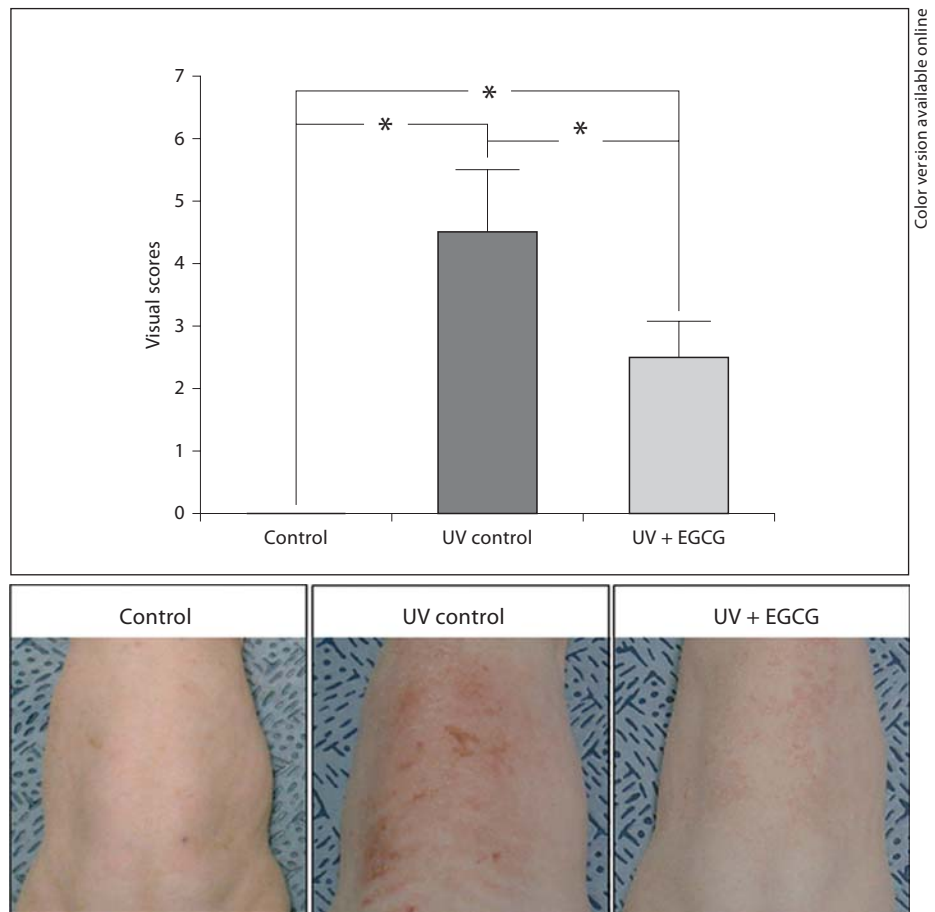 Color version available online
7
6
5
4
3
2
1
0
Visual scores
*
*
*
Control
UV control
UV + EGCG
Control
UV control
UV + EGCG